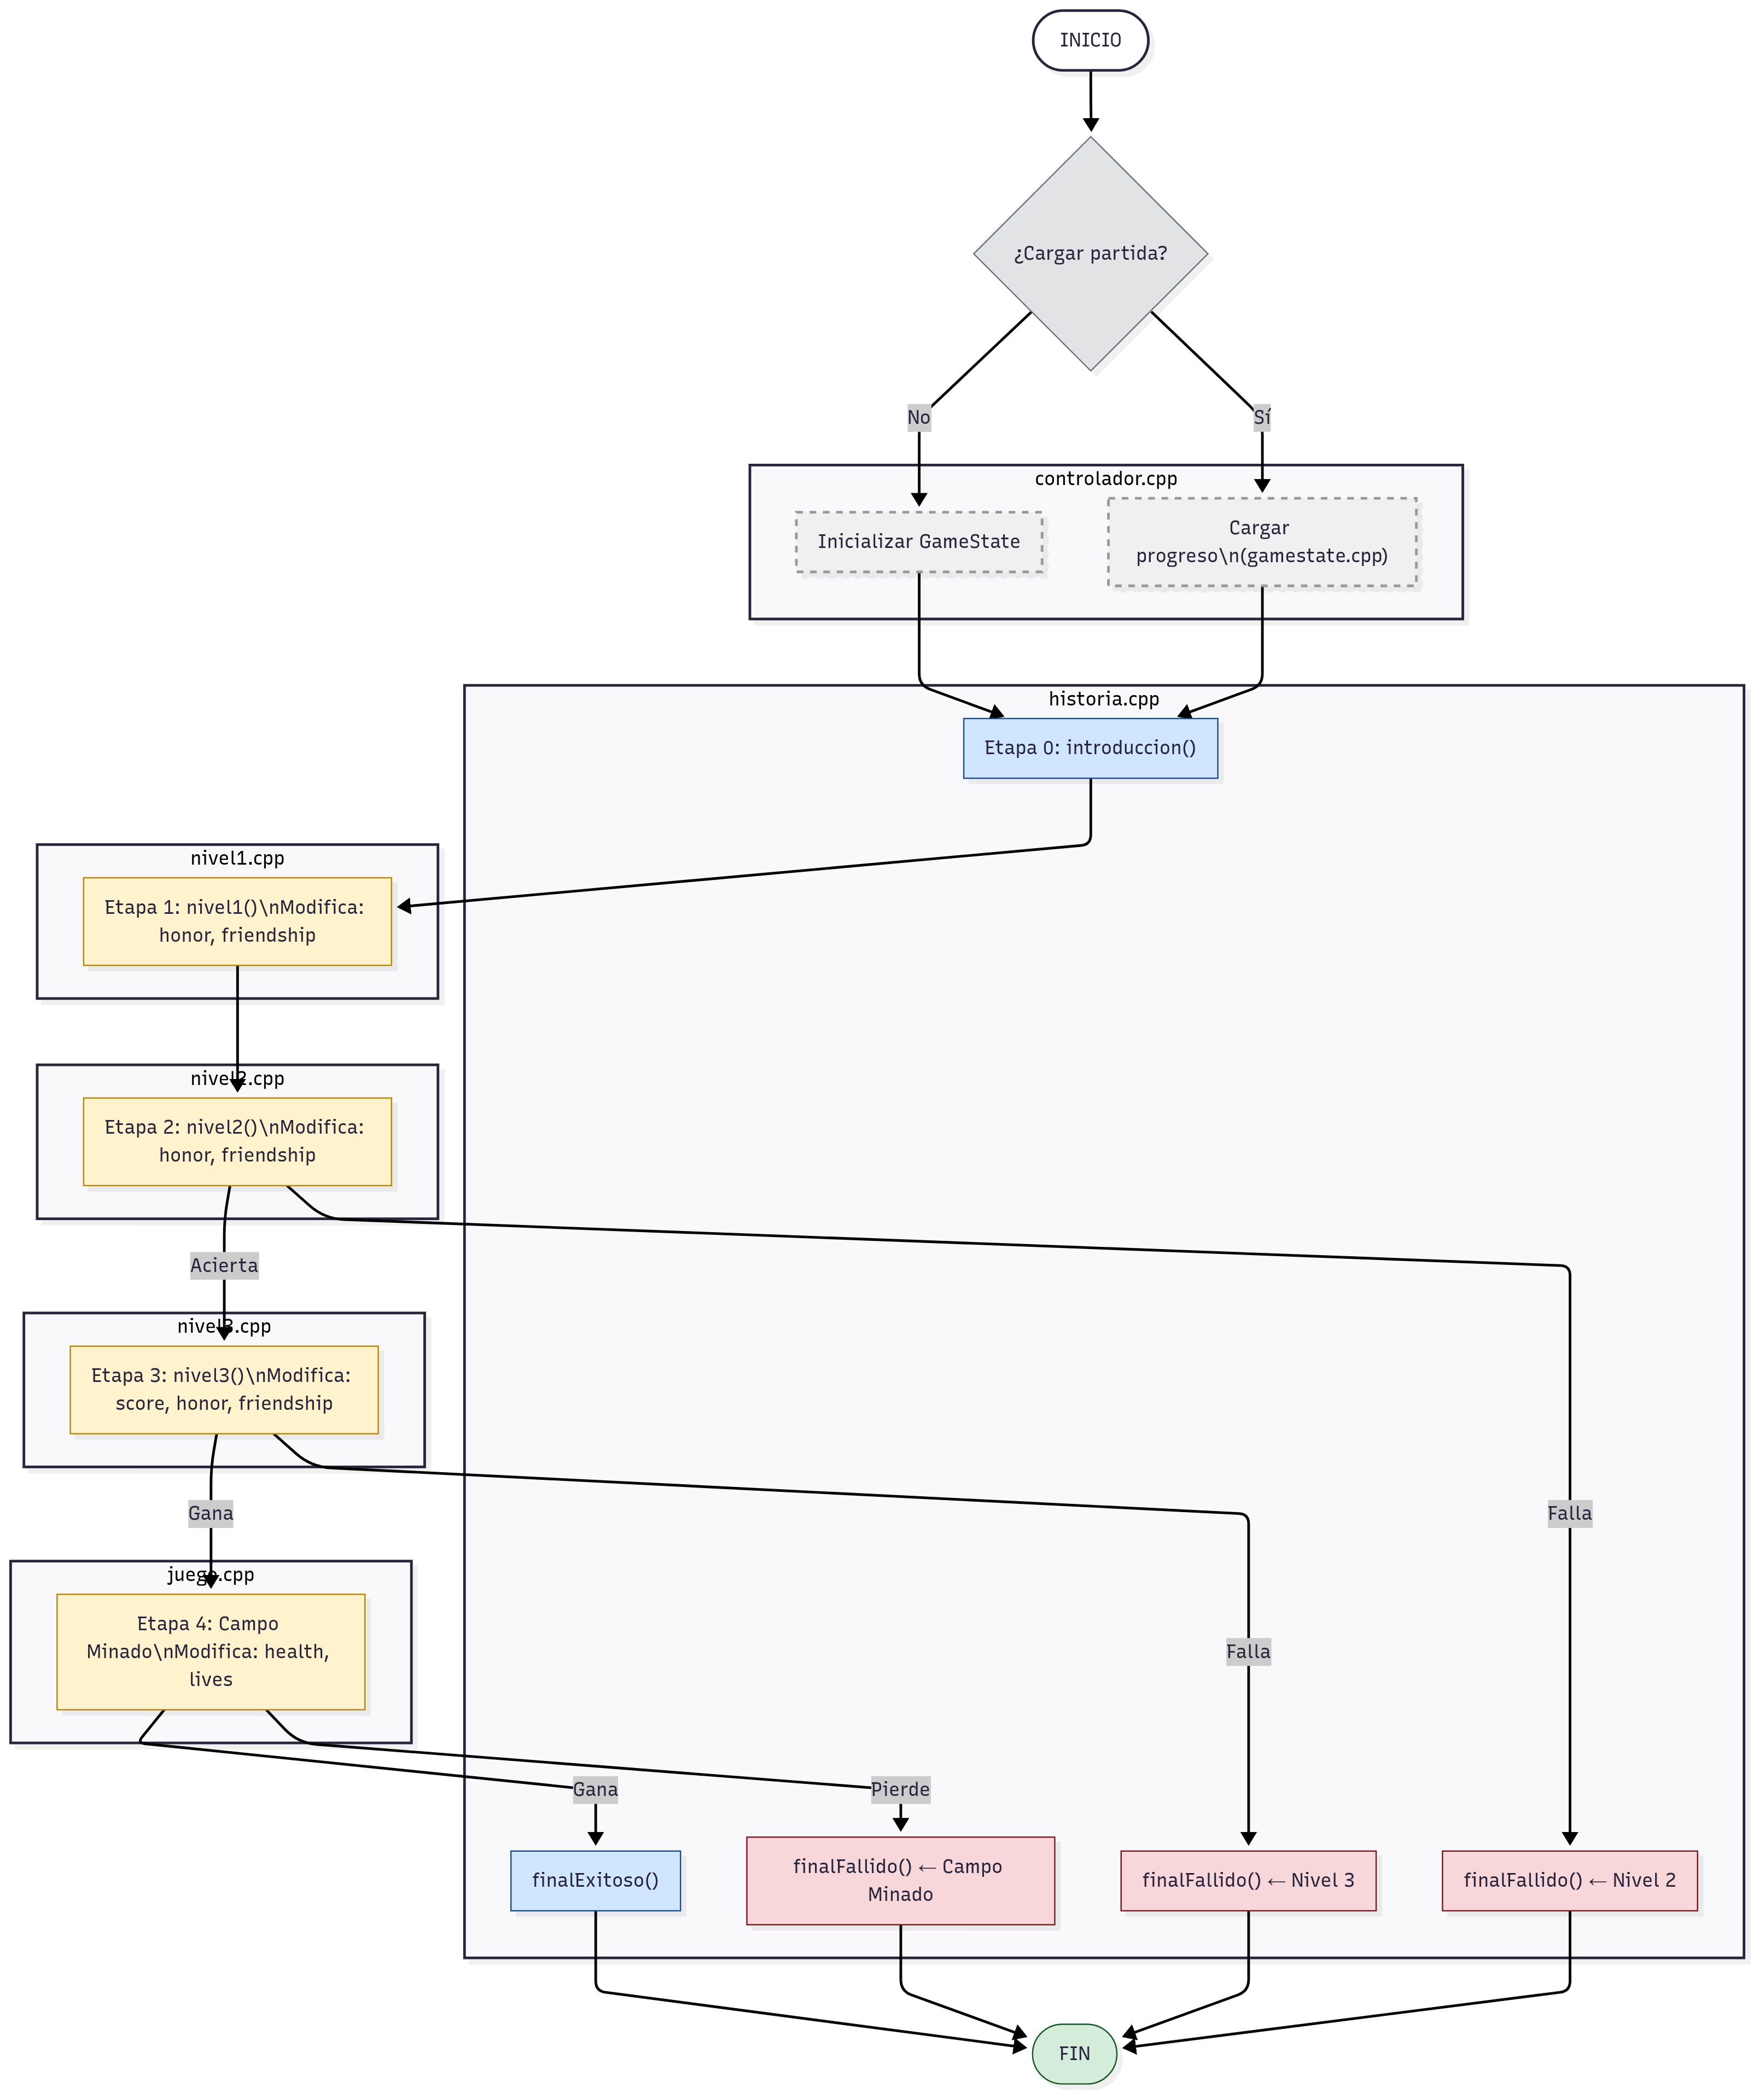 INICIO
¿Cargar partida?
No
Sí
controlador.cpp
Inicializar GameState
Cargar
progreso\n(gamestate.cpp)
historia.cpp
Etapa 0: introduccion()
nivel1.cpp
Etapa 1: nivel1()\nModifica:
honor, friendship
nivel2.cpp
Etapa 2: nivel2()\nModifica:
honor, friendship
Acierta
nivel3.cpp
Etapa 3: nivel3()\nModifica:
score, honor, friendship
Gana
Falla
juego.cpp
Etapa 4: Campo
Minado\nModifica: health,
lives
Falla
Gana
Pierde
finalExitoso()
finalFallido() ← Campo
Minado
finalFallido() ← Nivel 3
finalFallido() ← Nivel 2
FIN